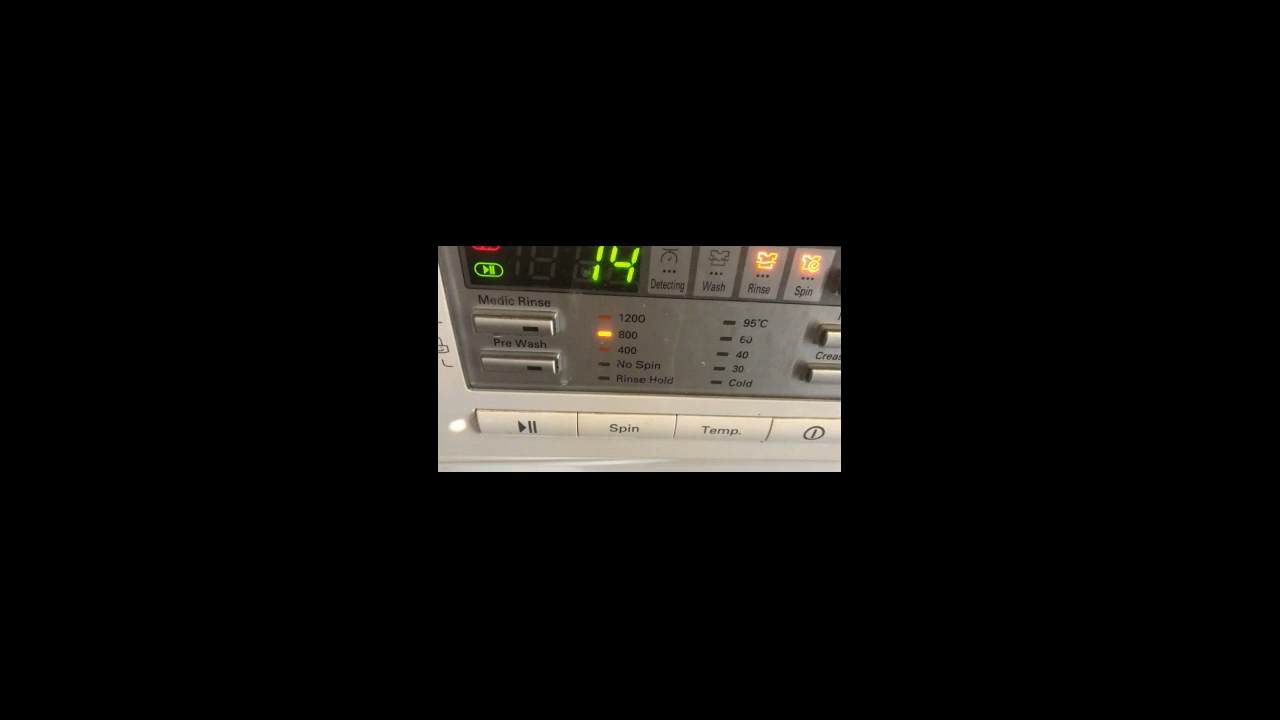 14
Detecting
Wash
Rinse
Spin
Medic Rinse
1200
95°C
800
60
Pre Wash
400
40
No Spin
30
Rinse Hold
Cold
Spin
Temp.